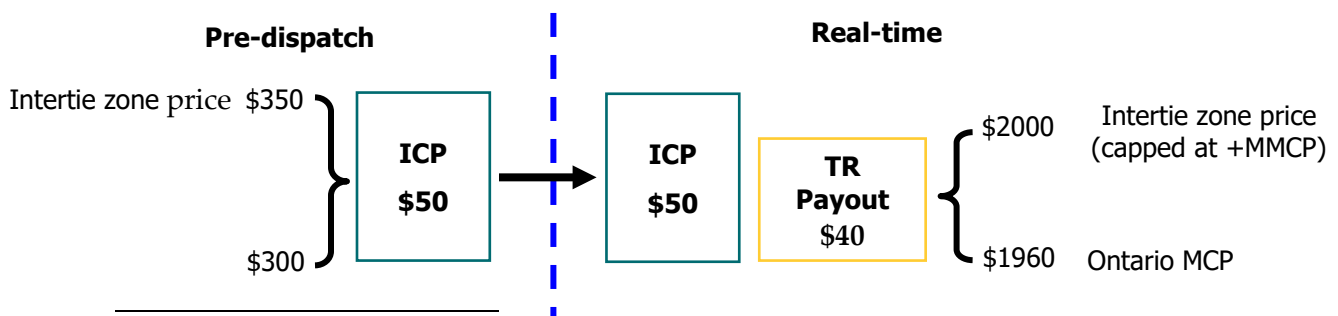 Pre-dispatch
Real-time
Intertie zone price $350
ICP
$50
$300
ICP
$50
TR
Payout
$40
$2000
Intertie zone price
(capped at +MMCP)
$1960 Ontario MCP